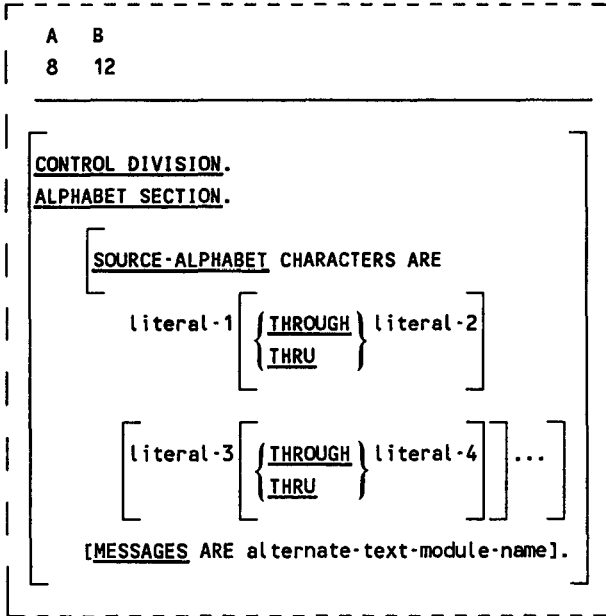 A B
8 12
CONTROL DIVISION.
ALPHABET SECTION.
[SOURCE-ALPHABET CHARACTERS ARE
literal-1 [{THROUGH THRU} literal-2]
[literal-3 [{THROUGH THRU} literal-4]]...]
[MESSAGES ARE alternate-text-module-name].